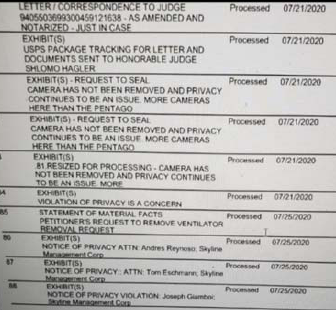 LETTER / CORRESPONDENCE TO JUDGE Processed 07/21/2020
9405503699300459121638 - AS AMENDED AND
NOTARIZED - JUST IN CASE
EXHIBIT(S) Processed 07/21/2020
USPS PACKAGE TRACKING FOR LETTER AND
DOCUMENTS SENT TO HONORABLE JUDGE
SHLOMO HAGLER
EXHIBIT(S) - REQUEST TO SEAL Processed 07/21/2020
CAMERA HAS NOT BEEN REMOVED AND PRIVACY
CONTINUES TO BE AN ISSUE. MORE CAMERAS
HERE THAN THE PENTAGO
EXHIBIT(S) - REQUEST TO SEAL Processed 07/21/2020
CAMERA HAS NOT BEEN REMOVED AND PRIVACY
CONTINUES TO BE AN ISSUE. MORE CAMERAS
HERE THAN THE PENTAGO
EXHIBIT(S) Processed 07/21/2020
.81.RESIZED FOR PROCESSING - CAMERA HAS
NOT BEEN REMOVED AND PRIVACY CONTINUES
TO BE AN ISSUE. MORE
EXHIBIT(S) Processed 07/21/2020
VIOLATION OF PRIVACY IS A CONCERN
85 STATEMENT OF MATERIAL FACTS Processed 07/25/2020
PETITIONERS REQUEST TO REMOVE VENTILATOR
REMOVAL REQUEST
86 EXHIBIT(S) Processed 07/25/2020
NOTICE OF PRIVACY ATTN: Andres Reynoso; Skyline
Management Corp
87 EXHIBIT(S) Processed 07/25/2020
NOTICE OF PRIVACY; ATTN: Tom Eschmann; Skyline
Management Corp
88 EXHIBIT(S) Processed 07/25/2020
NOTICE OF PRIVACY VIOLATION: Joseph Giamboi;
Skyline Management Corp